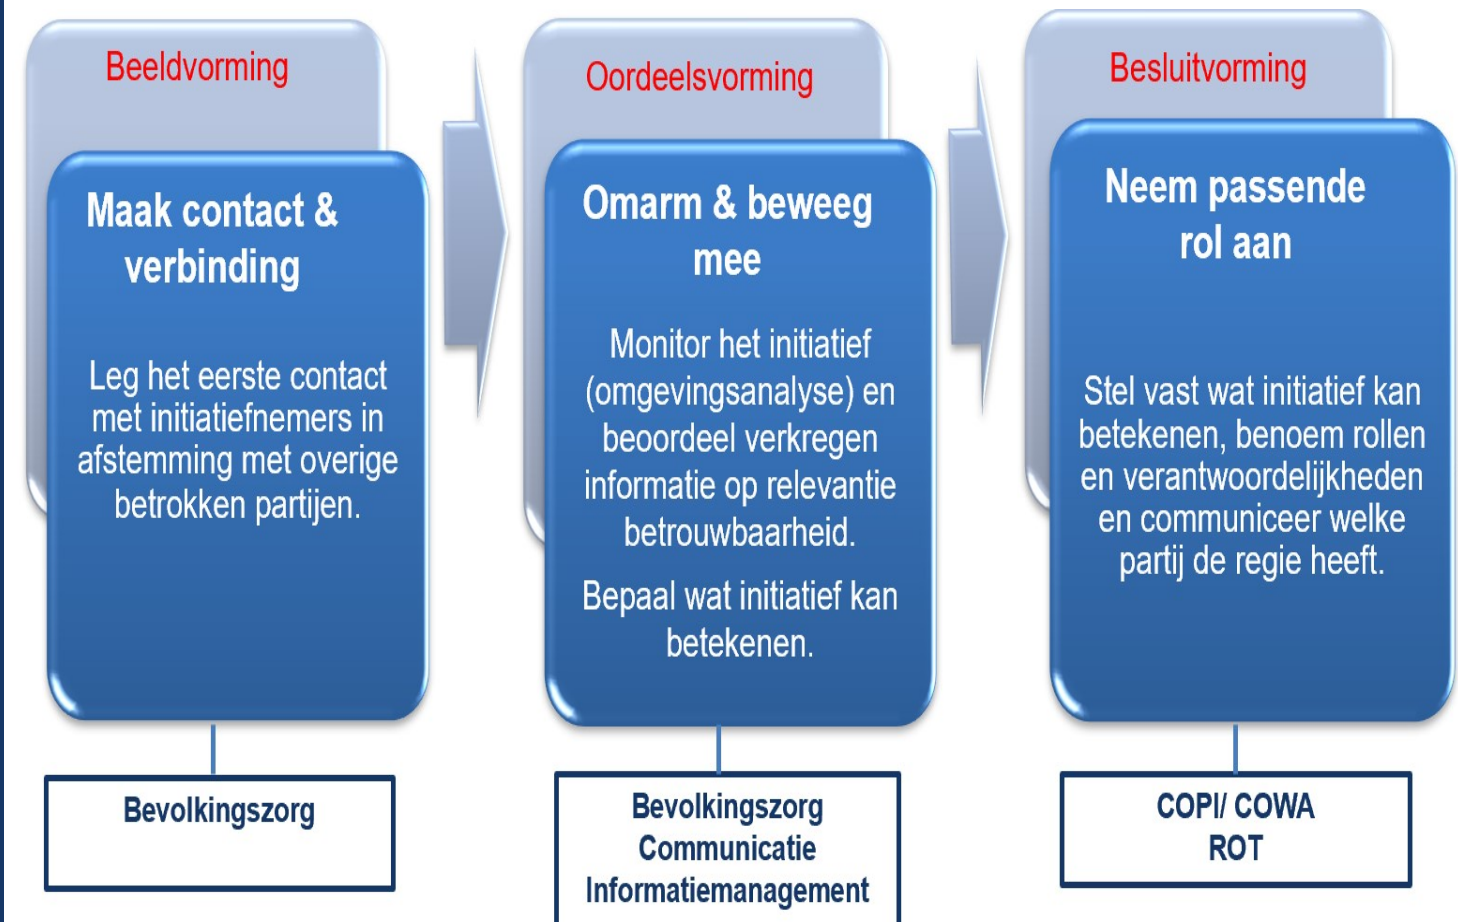 Beeldvorming
Maak contact &
verbinding
Leg het eerste contact
met initiatiefnemers in
afstemming met overige
betrokken partijen.
Bevolkingszorg
Oordeelsvorming
Omarm & beweeg
mee
Monitor het initiatief
(omgevingsanalyse) en
beoordeel verkregen
informatie op relevantie
betrouwbaarheid.
Bepaal wat initiatief kan
betekenen.
Bevolkingszorg
Communicatie
Informatiemanagement
Besluitvorming
Neem passende
rol aan
Stel vast wat initiatief kan
betekenen, benoem rollen
en verantwoordelijkheden
en communiceer welke
partij de regie heeft.
COPI/ COWA
ROT